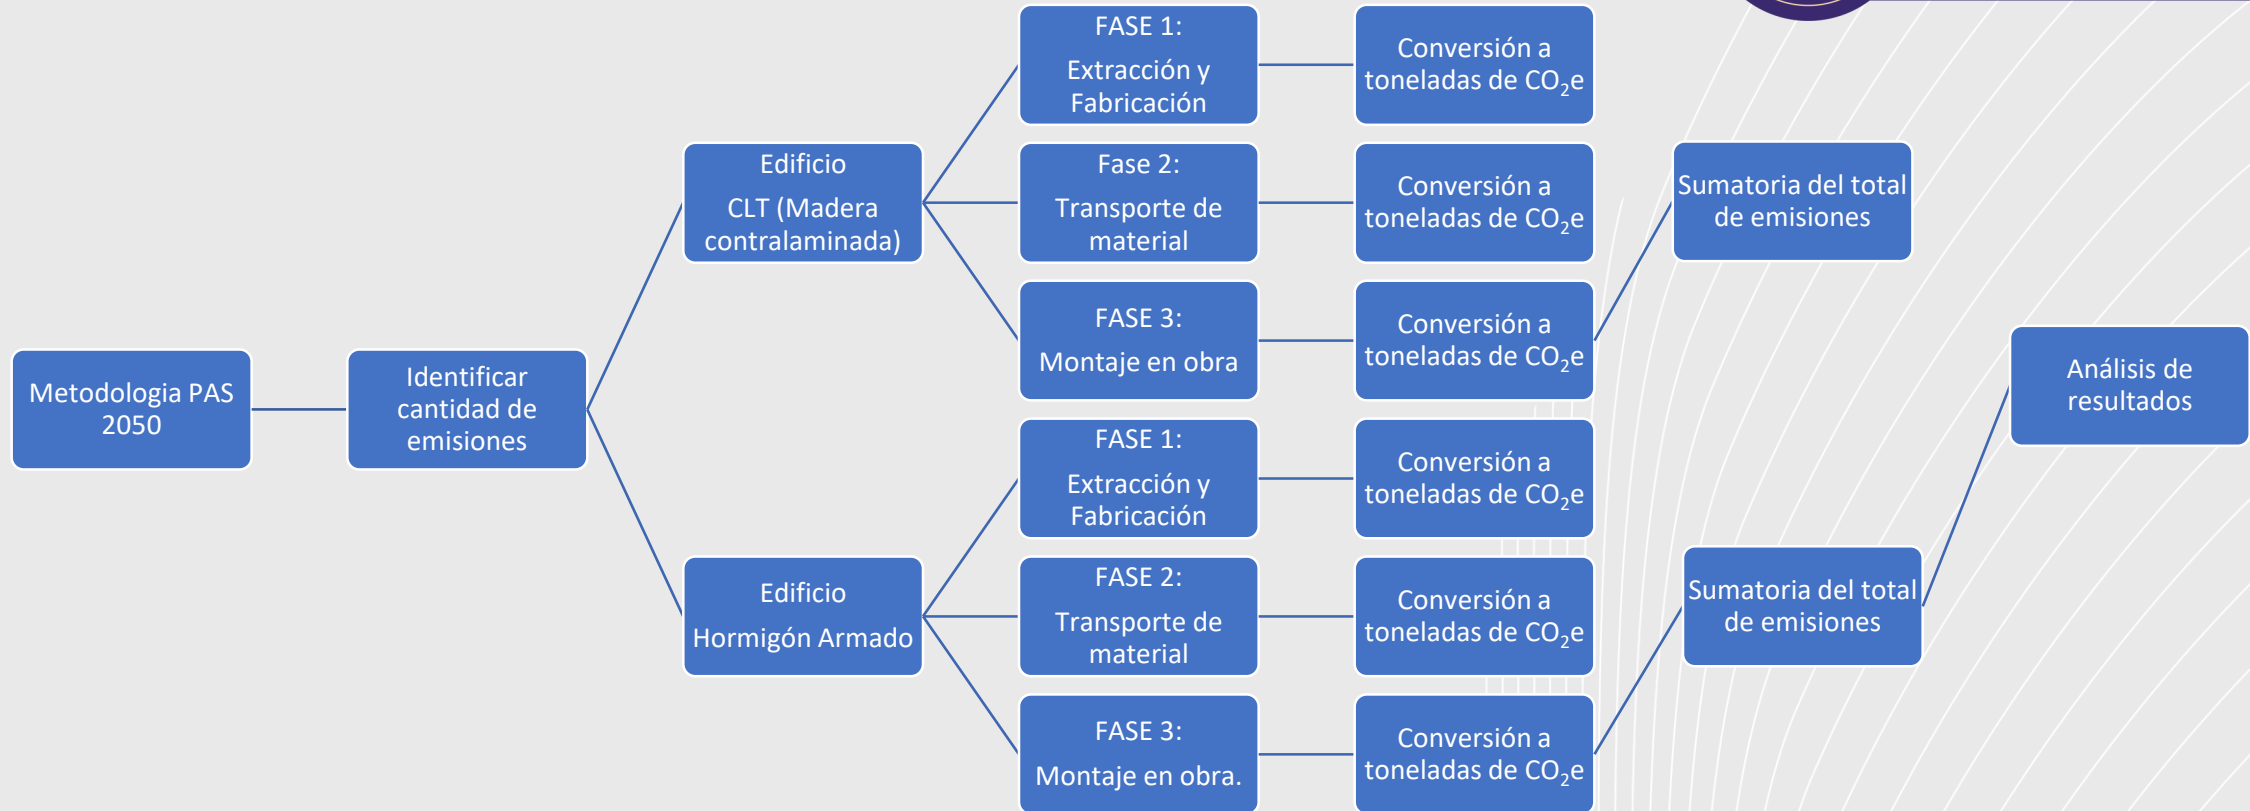 Metodologia PAS
2050
Identificar
cantidad de
emisiones
Edificio
CLT (Madera
contralaminada)
FASE 1:
Extracción y
Fabricación
Conversión a
toneladas de CO₂e
Fase 2:
Transporte de
material
Conversión a
toneladas de CO₂e
FASE 3:
Montaje en obra
Conversión a
toneladas de CO₂e
Sumatoria del total
de emisiones
Edificio
Hormigón Armado
FASE 1:
Extracción y
Fabricación
Conversión a
toneladas de CO₂e
FASE 2:
Transporte de
material
Conversión a
toneladas de CO₂e
FASE 3:
Montaje en obra.
Conversión a
toneladas de CO₂e
Sumatoria del total
de emisiones
Análisis de
resultados